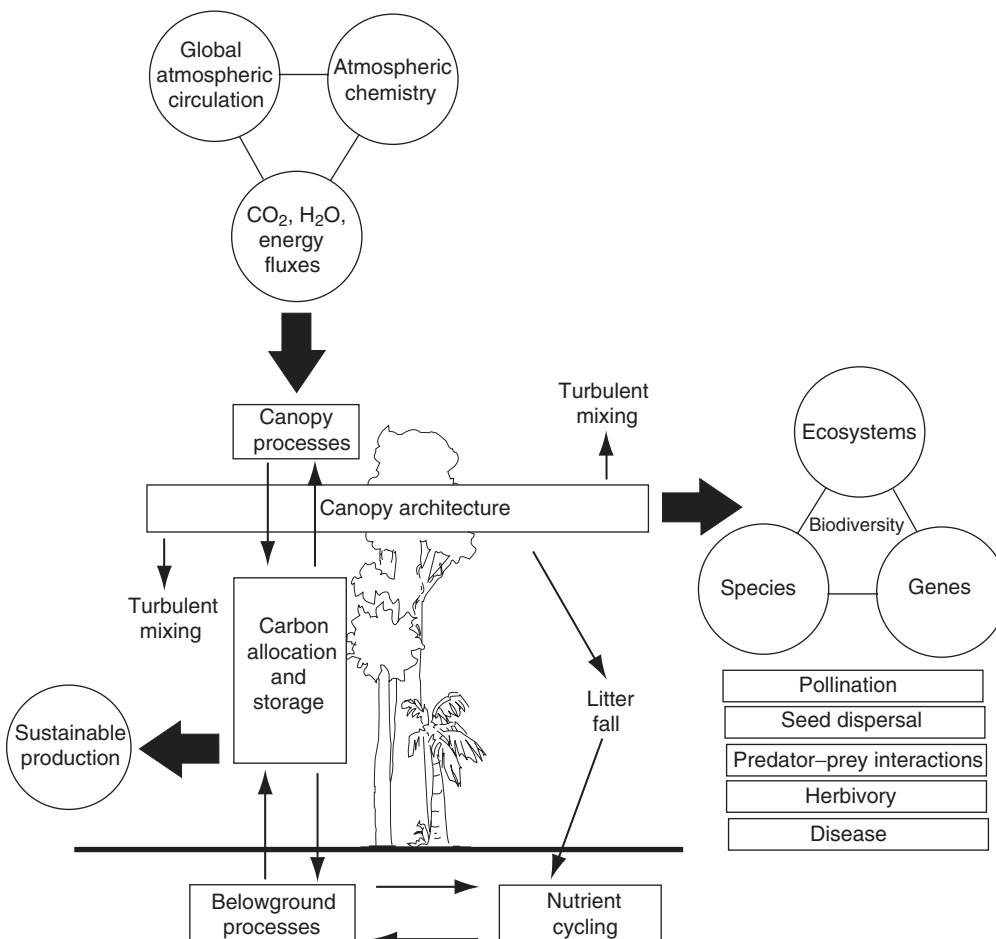 Global
atmospheric
circulation
Atmospheric
chemistry
CO₂, H₂O,
energy
fluxes
Canopy
processes
Turbulent
mixing
Canopy architecture
Ecosystems
Biodiversity
Species
Genes
Turbulent
mixing
Carbon
allocation
and
storage
Litter
fall
Sustainable
production
Pollination
Seed dispersal
Predator–prey interactions
Herbivory
Disease
Belowground
processes
Nutrient
cycling